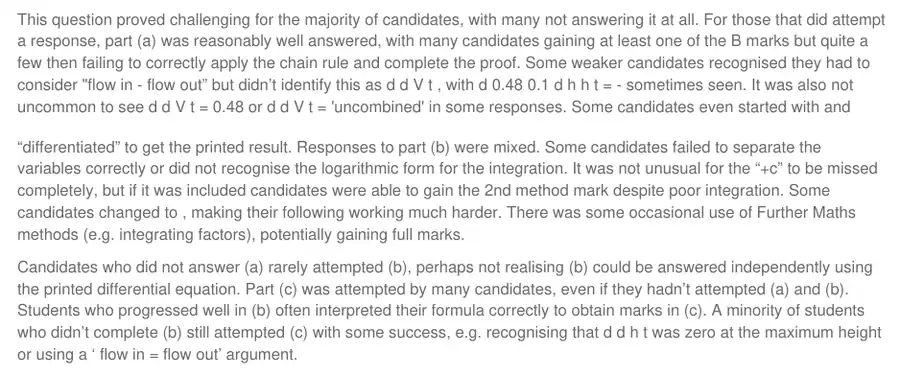 This question proved challenging for the majority of candidates, with many not answering it at all. For those that did attempt
a response, part (a) was reasonably well answered, with many candidates gaining at least one of the B marks but quite a
few then failing to correctly apply the chain rule and complete the proof. Some weaker candidates recognised they had to
consider "flow in - flow out” but didn’t identify this as d d V t , with d 0.48 0.1 d h h t = - sometimes seen. It was also not
uncommon to see d d V t = 0.48 or d d V t = 'uncombined' in some responses. Some candidates even started with and
“differentiated” to get the printed result. Responses to part (b) were mixed. Some candidates failed to separate the
variables correctly or did not recognise the logarithmic form for the integration. It was not unusual for the “+c” to be missed
completely, but if it was included candidates were able to gain the 2nd method mark despite poor integration. Some
candidates changed to , making their following working much harder. There was some occasional use of Further Maths
methods (e.g. integrating factors), potentially gaining full marks.
Candidates who did not answer (a) rarely attempted (b), perhaps not realising (b) could be answered independently using
the printed differential equation. Part (c) was attempted by many candidates, even if they hadn’t attempted (a) and (b).
Students who progressed well in (b) often interpreted their formula correctly to obtain marks in (c). A minority of students
who didn’t complete (b) still attempted (c) with some success, e.g. recognising that d d h t was zero at the maximum height
or using a ‘ flow in = flow out’ argument.